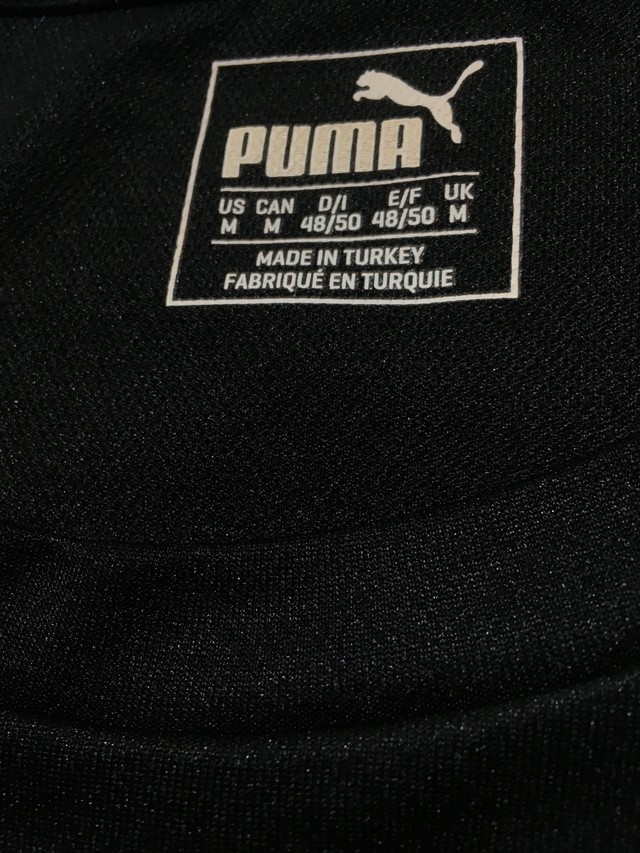 PUMA
US CAN D/I E/F UK
M M 48/50 48/50 M
MADE IN TURKEY
FABRIQUÉ EN TURQUIE